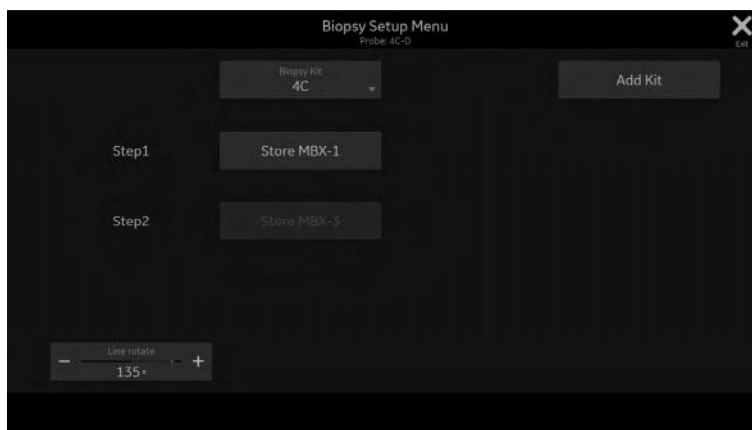 Biopsy Setup Menu
Probe: 4C-D
Exit
Biopsy Kit
4C
Add Kit
Step1
Store MBX-1
Step2
Store MBX-3
Line rotate
− +
135°